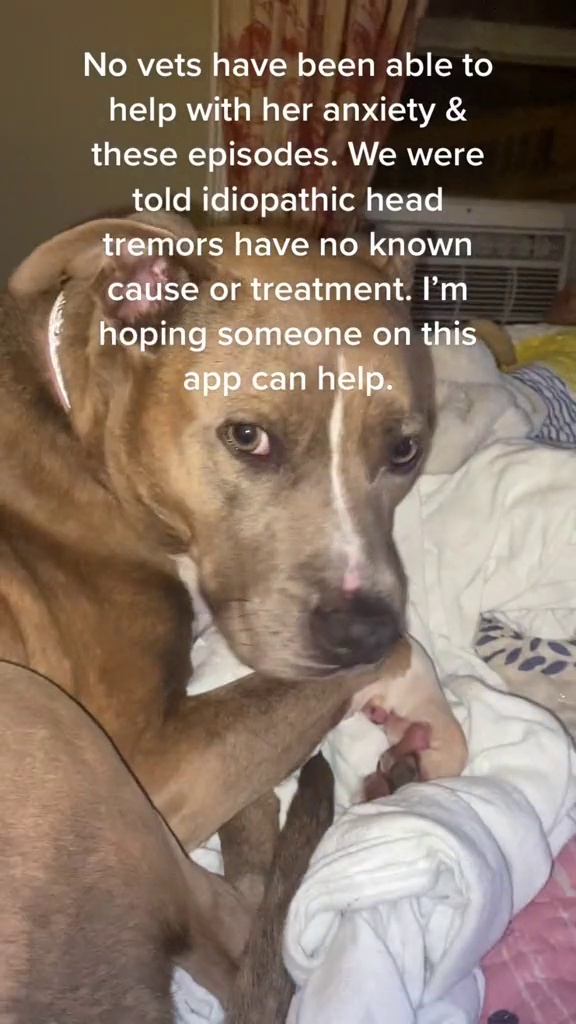 No vets have been able to
help with her anxiety &
these episodes. We were
told idiopathic head
tremors have no known
cause or treatment. I’m
hoping someone on this
app can help.